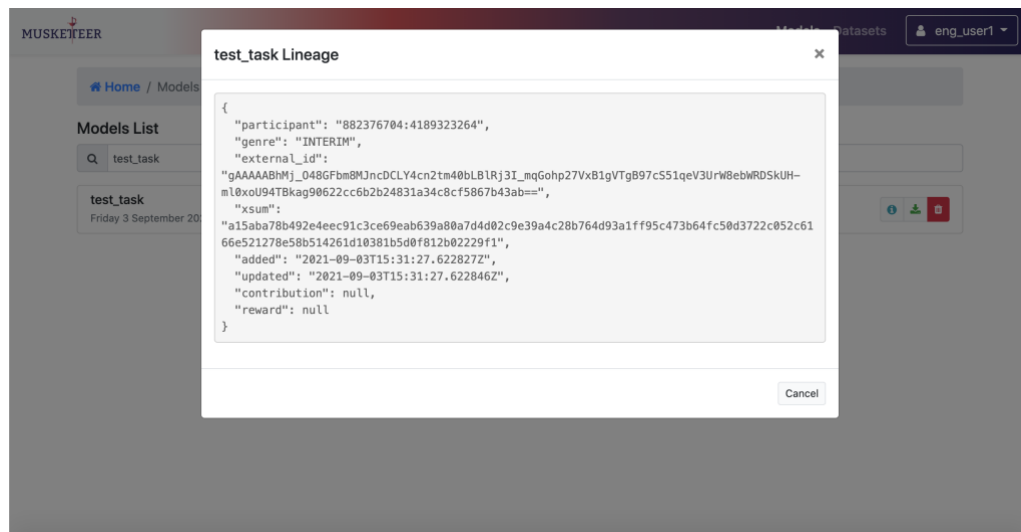 MUSKETEER
Models Datasets eng_user1
test_task Lineage ×
Home / Models
{
"participant": "882376704:4189323264",
"genre": "INTERIM",
"external_id":
"gAAAAABhMj_O48GFbm8MJncDCLY4cn2tm40bLBlRj3I_mqGohp27VxB1gVTgB97cS51qeV3UrW8ebWRDSkUH-
ml0xoU94TBkag90622cc6b2b24831a34c8cf5867b43ab==",
"xsum":
"a15aba78b492e4eec91c3ce69eab639a80a7d4d02c9e39a4c28b764d93a1ff95c473b64fc50d3722c052c61
66e521278e58b514261d10381b5d0f812b02229f1",
"added": "2021-09-03T15:31:27.622827Z",
"updated": "2021-09-03T15:31:27.622846Z",
"contribution": null,
"reward": null
}
Models List
test_task
test_task
Friday 3 September 20
Cancel